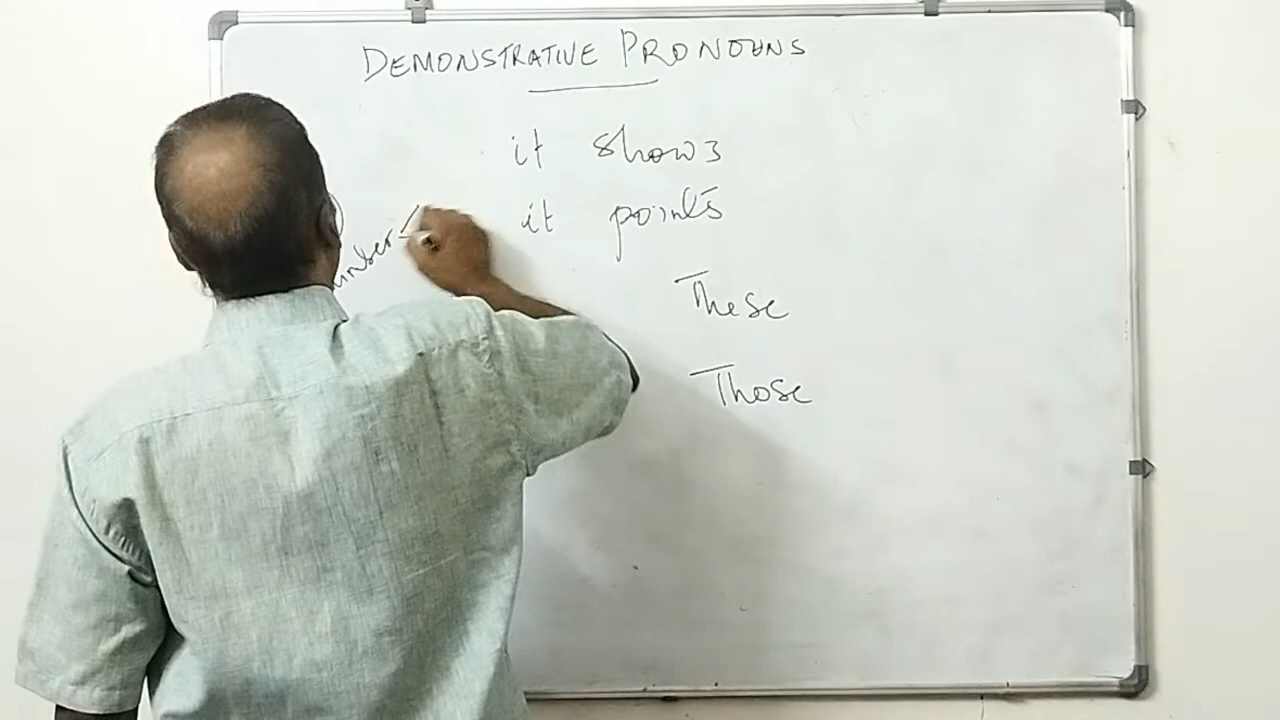 DEMONSTRATIVE PRONOUNS
it shows
it points
These
Those